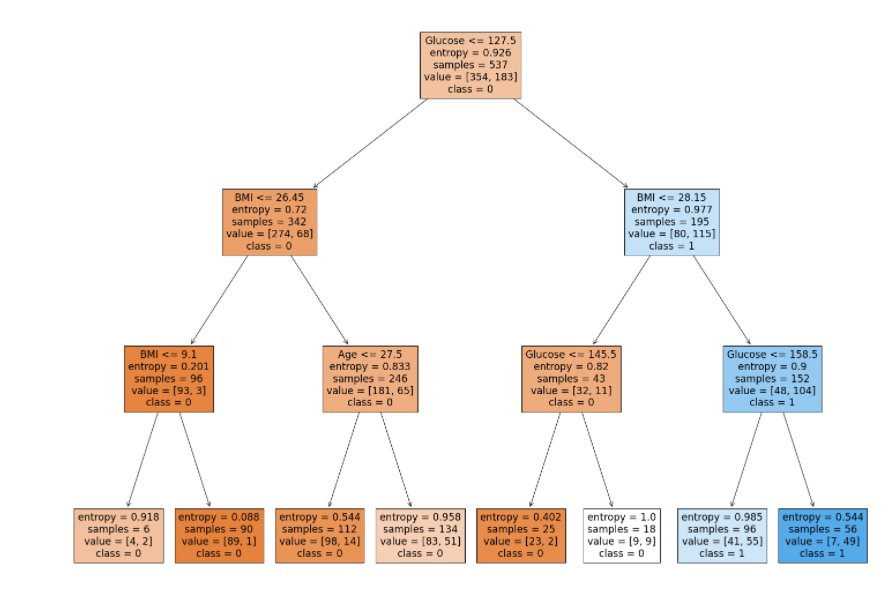 Glucose <= 127.5
entropy = 0.926
samples = 537
value = [354, 183]
class = 0
BMI <= 26.45
entropy = 0.72
samples = 342
value = [274, 68]
class = 0
BMI <= 28.15
entropy = 0.977
samples = 195
value = [80, 115]
class = 1
BMI <= 9.1
entropy = 0.201
samples = 96
value = [93, 3]
class = 0
Age <= 27.5
entropy = 0.833
samples = 246
value = [181, 65]
class = 0
Glucose <= 145.5
entropy = 0.82
samples = 43
value = [32, 11]
class = 0
Glucose <= 158.5
entropy = 0.9
samples = 152
value = [48, 104]
class = 1
entropy = 0.918
samples = 6
value = [4, 2]
class = 0
entropy = 0.088
samples = 90
value = [89, 1]
class = 0
entropy = 0.544
samples = 112
value = [98, 14]
class = 0
entropy = 0.958
samples = 134
value = [83, 51]
class = 0
entropy = 0.402
samples = 25
value = [23, 2]
class = 0
entropy = 1.0
samples = 18
value = [9, 9]
class = 0
entropy = 0.985
samples = 96
value = [41, 55]
class = 1
entropy = 0.544
samples = 56
value = [7, 49]
class = 1